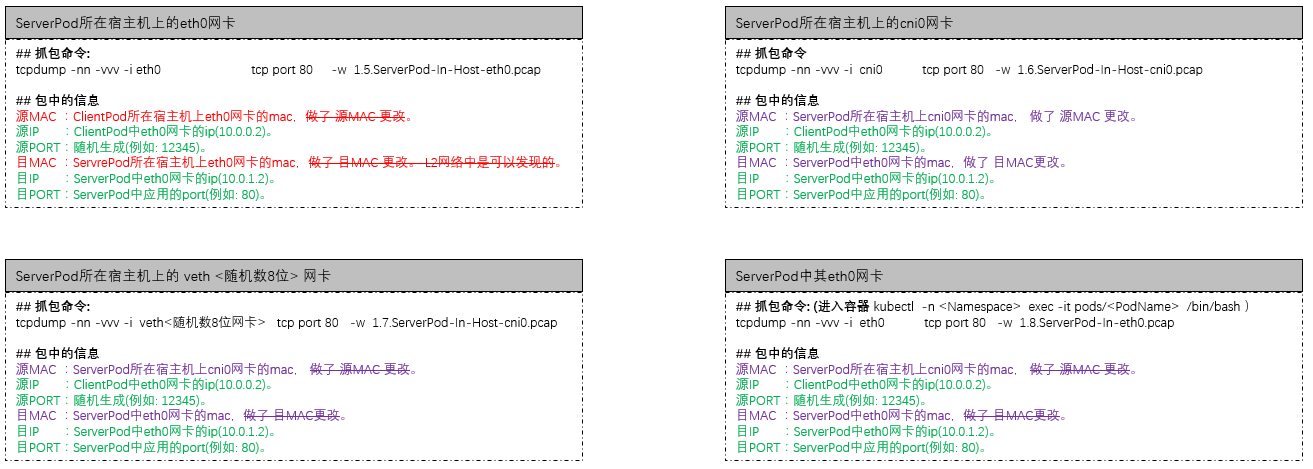 ServerPod所在宿主机上的eth0网卡
## 抓包命令:
tcpdump -nn -vvv -i eth0 tcp port 80 -w 1.5.ServerPod-In-Host-eth0.pcap
## 包中的信息
源MAC ：ClientPod所在宿主机上eth0网卡的mac， 做了 源MAC 更改。
源IP ：ClientPod中eth0网卡的ip(10.0.0.2)。
源PORT：随机生成(例如: 12345)。
目MAC ：ServrePod所在宿主机上eth0网卡的mac，做了 目MAC 更改。 L2网络中是可以发现的。
目IP ：ServerPod中eth0网卡的ip(10.0.1.2)。
目PORT：ServerPod中应用的port(例如: 80)。
ServerPod所在宿主机上的cni0网卡
## 抓包命令
tcpdump -nn -vvv -i cni0 tcp port 80 -w 1.6.ServerPod-In-Host-cni0.pcap
## 包中的信息
源MAC ：ServerPod所在宿主机上cni0网卡的mac， 做了 源MAC 更改。
源IP ：ClientPod中eth0网卡的ip(10.0.0.2)。
源PORT：随机生成(例如: 12345)。
目MAC ：ServerPod中eth0网卡的mac，做了 目MAC更改。
目IP ：ServerPod中eth0网卡的ip(10.0.1.2)。
目PORT：ServerPod中应用的port(例如: 80)。
ServerPod所在宿主机上的 veth <随机数8位> 网卡
## 抓包命令:
tcpdump -nn -vvv -i veth<随机数8位网卡> tcp port 80 -w 1.7.ServerPod-In-Host-cni0.pcap
## 包中的信息
源MAC ：ServerPod所在宿主机上cni0网卡的mac， 做了 源MAC 更改。
源IP ：ClientPod中eth0网卡的ip(10.0.0.2)。
源PORT：随机生成(例如: 12345)。
目MAC ：ServerPod中eth0网卡的mac，做了 目MAC更改。
目IP ：ServerPod中eth0网卡的ip(10.0.1.2)。
目PORT：ServerPod中应用的port(例如: 80)。
ServerPod中其eth0网卡
## 抓包命令: (进入容器 kubectl -n <Namespace> exec -it pods/<PodName> /bin/bash )
tcpdump -nn -vvv -i eth0 tcp port 80 -w 1.8.ServerPod-In-eth0.pcap
## 包中的信息
源MAC ：ServerPod所在宿主机上cni0网卡的mac， 做了 源MAC 更改。
源IP ：ClientPod中eth0网卡的ip(10.0.0.2)。
源PORT：随机生成(例如: 12345)。
目MAC ：ServerPod中eth0网卡的mac，做了 目MAC更改。
目IP ：ServerPod中eth0网卡的ip(10.0.1.2)。
目PORT：ServerPod中应用的port(例如: 80)。